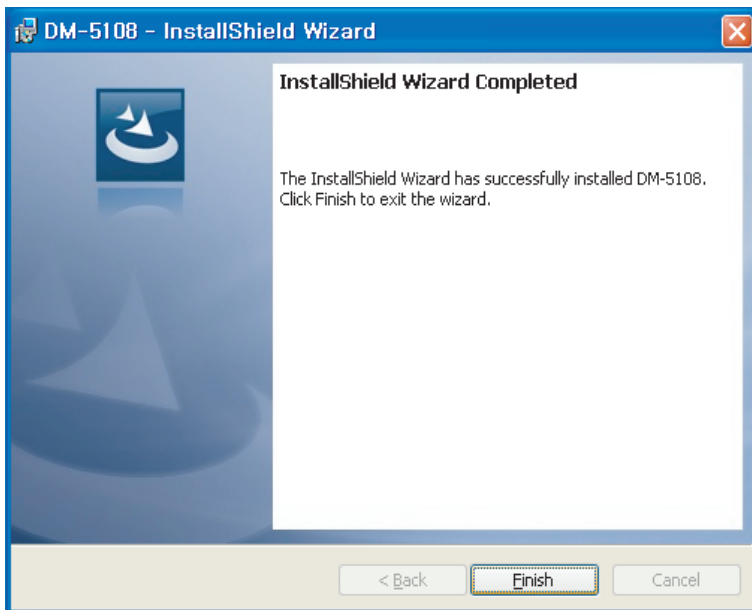 DM-5108 - InstallShield Wizard
InstallShield Wizard Completed
The InstallShield Wizard has successfully installed DM-5108.
Click Finish to exit the wizard.
< Back
Finish
Cancel